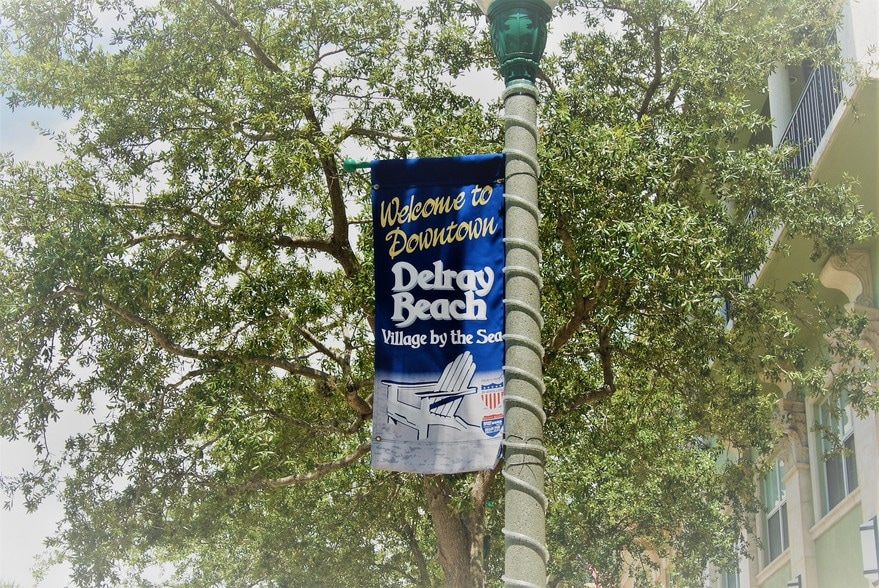 Welcome to
Downtown
Delray
Beach
Village by the Sea